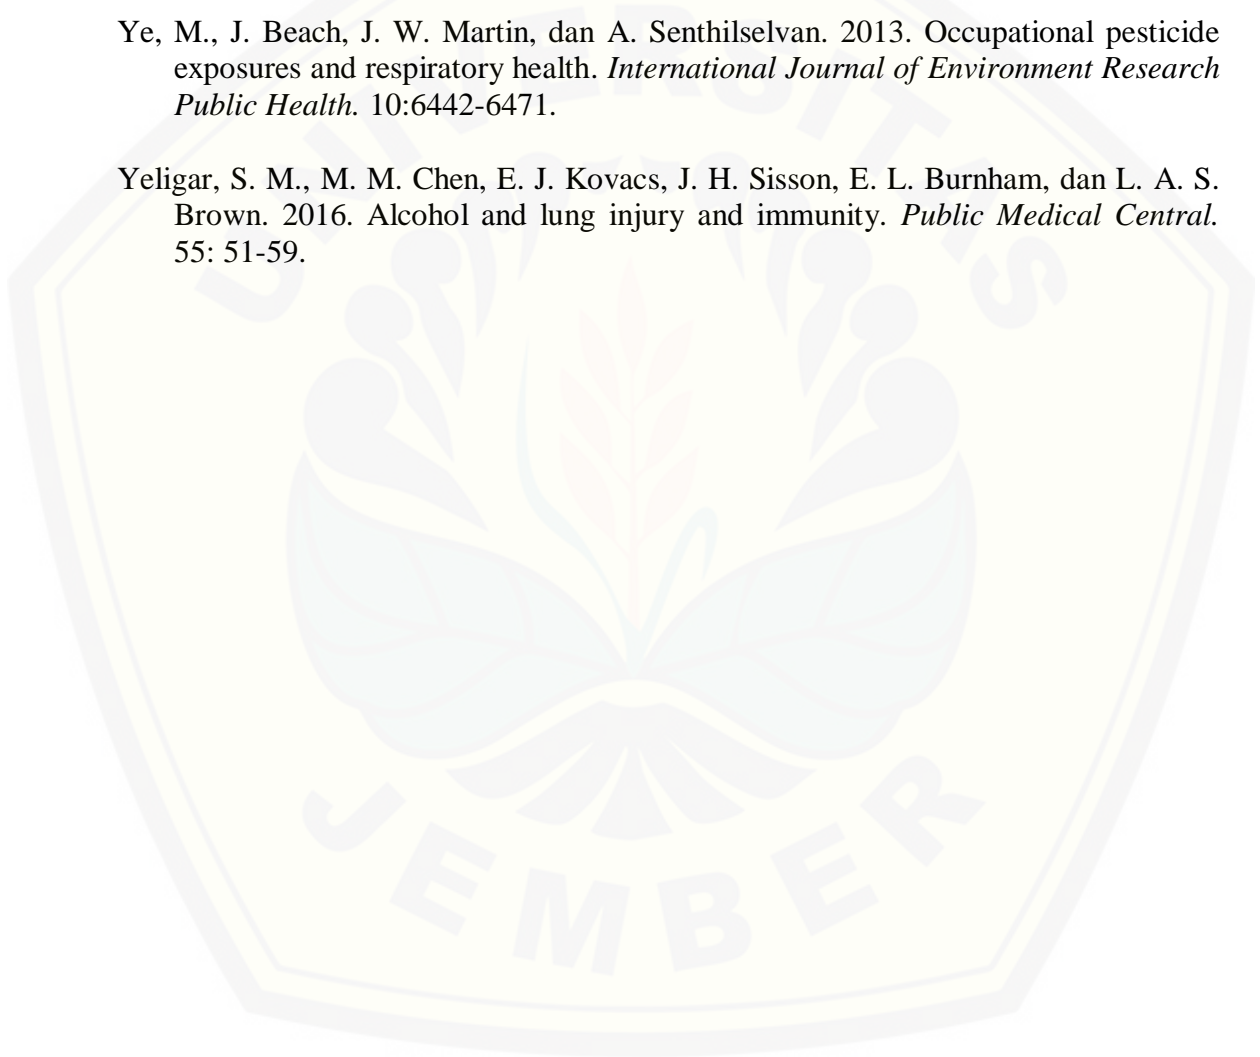 Ye, M., J. Beach, J. W. Martin, dan A. Senthilselvan. 2013. Occupational pesticide
exposures and respiratory health. International Journal of Environment Research
Public Health. 10:6442-6471.
Yeligar, S. M., M. M. Chen, E. J. Kovacs, J. H. Sisson, E. L. Burnham, dan L. A. S.
Brown. 2016. Alcohol and lung injury and immunity. Public Medical Central.
55: 51-59.
UNIVERSITAS
JEMBER